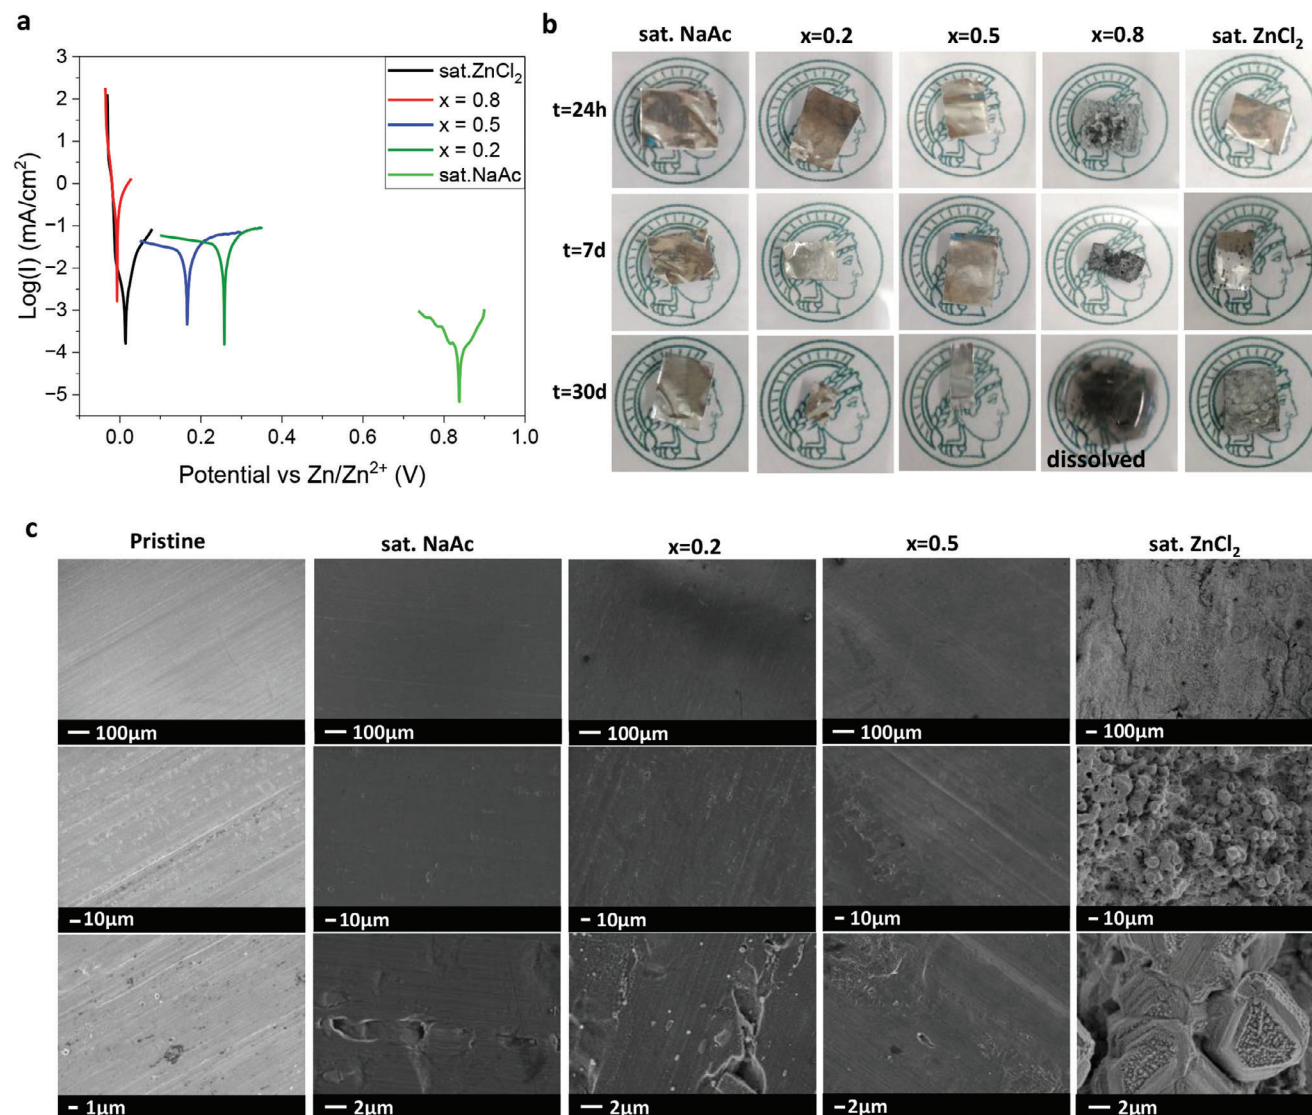 a
Log(I) (mA/cm²)
3
2
1
0
−1
−2
−3
−4
−5
sat.ZnCl₂
x = 0.8
x = 0.5
x = 0.2
sat.NaAc
0.0 0.2 0.4 0.6 0.8 1.0
Potential vs Zn/Zn²⁺ (V)
b
sat. NaAc x=0.2 x=0.5 x=0.8 sat. ZnCl₂
t=24h
t=7d
t=30d
dissolved
c
Pristine sat. NaAc x=0.2 x=0.5 sat. ZnCl₂
100µm 100µm 100µm 100µm 100µm
10µm 10µm 10µm 10µm 10µm
1µm 2µm 2µm 2µm 2µm